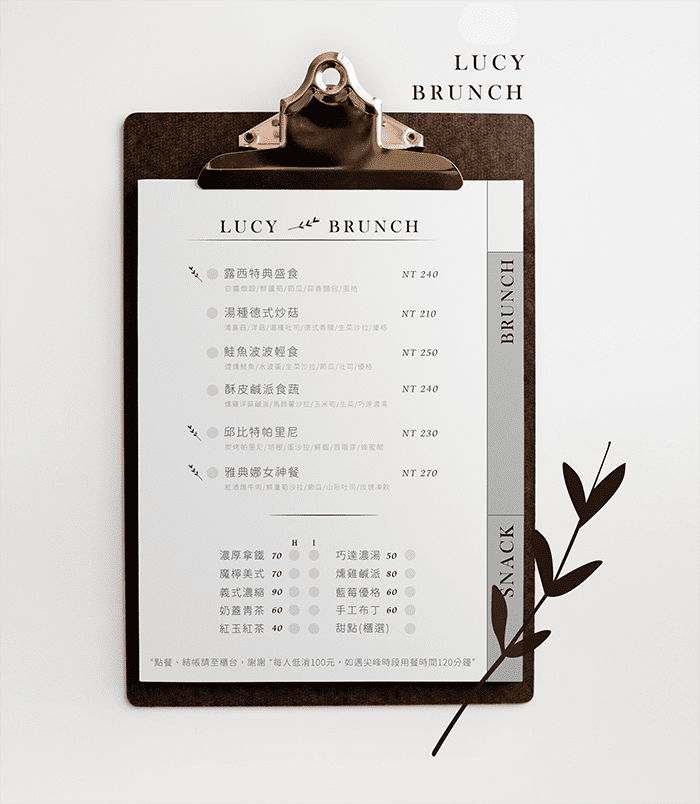 LUCY
BRUNCH
LUCY BRUNCH
露西特典盛食 NT 240
湯種德式炒菇 NT 210
鮭魚波波輕食 NT 250
酥皮鹹派食蔬 NT 240
邱比特帕里尼 NT 230
雅典娜女神餐 NT 270
BRUNCH
H I
濃厚拿鐵 70 巧達濃湯 50
魔檸美式 70 燻雞鹹派 80
義式濃縮 90 藍莓優格 60
奶蓋青茶 60 手工布丁 60
紅玉紅茶 40 甜點(櫃選)
SNACK
"點餐、結帳請至櫃台，謝謝 "每人低消100元，如遇尖峰時段用餐時間120分鐘"